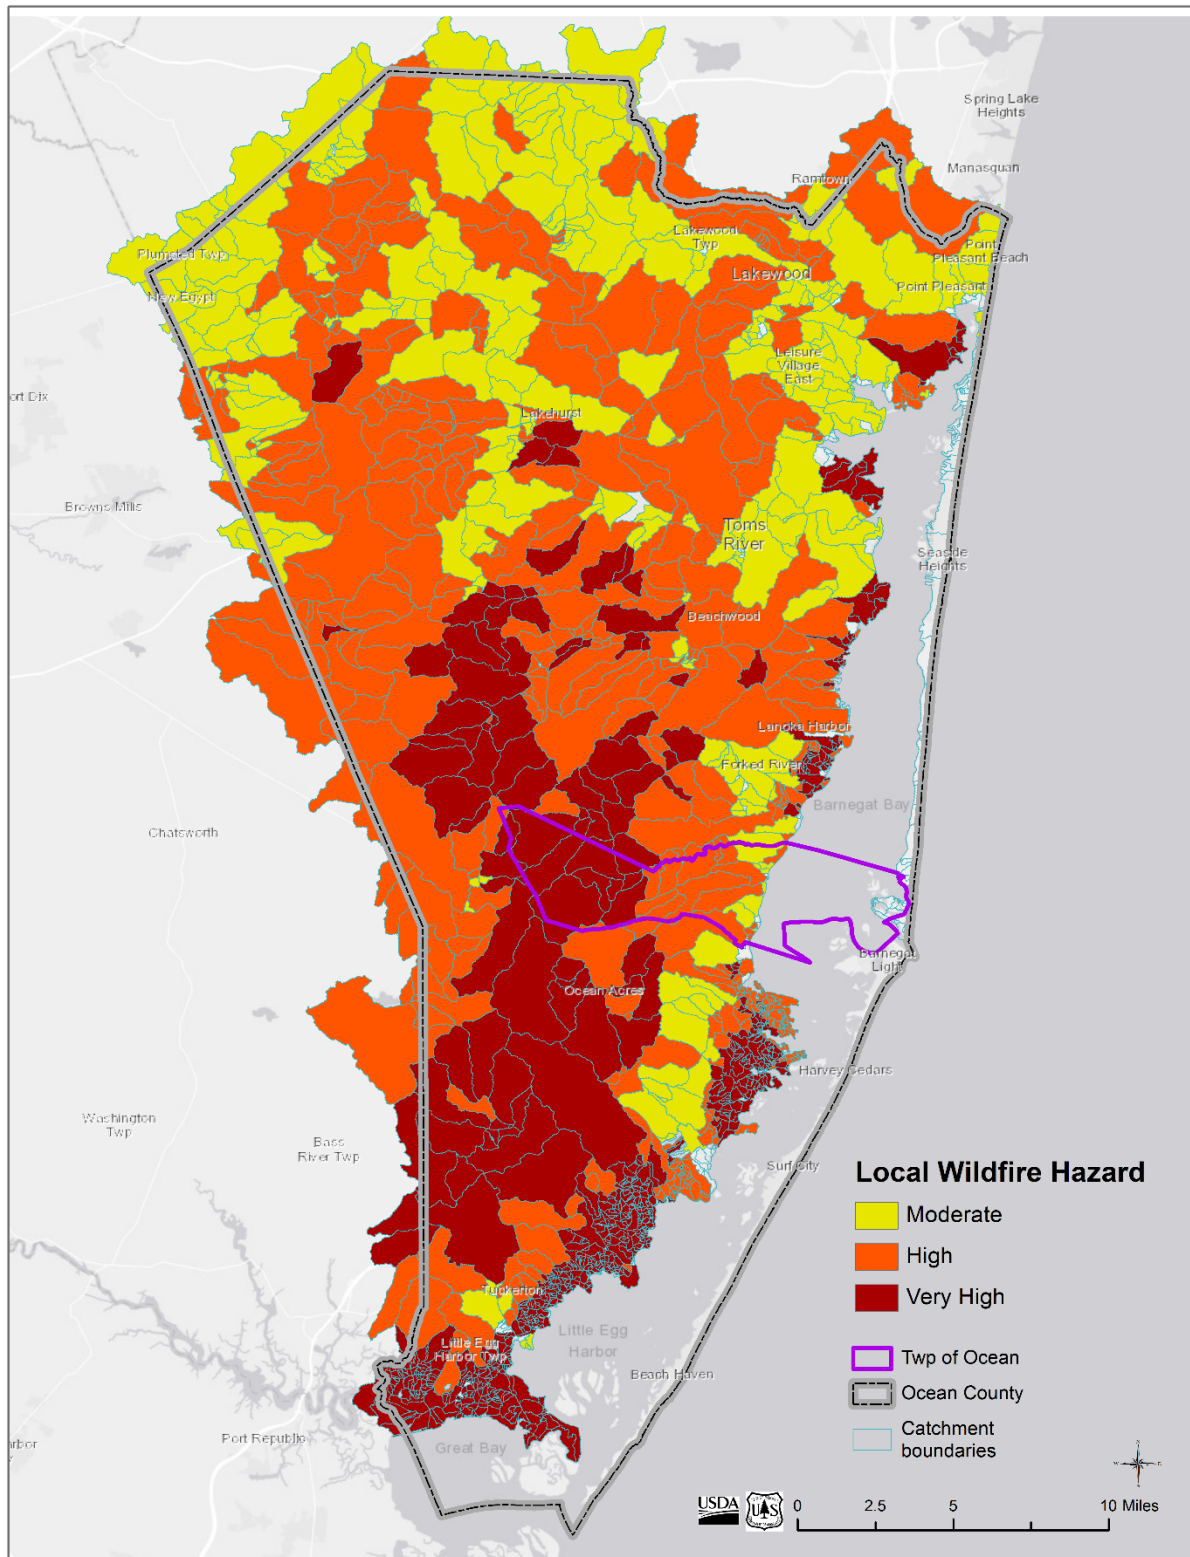 Spring Lake
Heights
Manasquan
Ramtown
Plumsted Twp
Lakewood
Twp
Point
Pleasant Beach
Lakewood
Point Pleasant
New Egypt
Leisure
Village
East
ort Dix
Lakehurst
Browns Mills
Toms
River
Seaside
Heights
Beachwood
Lanoka Harbor
Forked River
Barnegat Bay
Chatsworth
Barnegat
Light
Ocean Acres
Harvey Cedars
Washington
Twp
Bass
River Twp
Surf City
Tuckerton
Little Egg
Harbor
Little Egg
Harbor Twp
Beach Haven
Port Republic
arbor
y
Great Bay
Local Wildfire Hazard
Moderate
High
Very High
Twp of Ocean
Ocean County
Catchment
boundaries
N
W E
S
USDA
U S
0 2.5 5 10 Miles